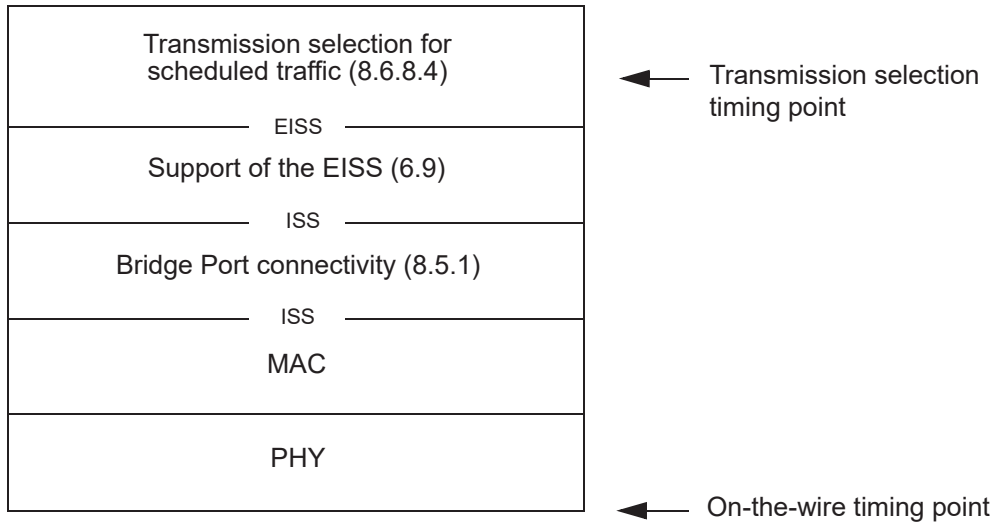 Transmission selection for
scheduled traffic (8.6.8.4)
Transmission selection
timing point
EISS
Support of the EISS (6.9)
ISS
Bridge Port connectivity (8.5.1)
ISS
MAC
PHY
On-the-wire timing point